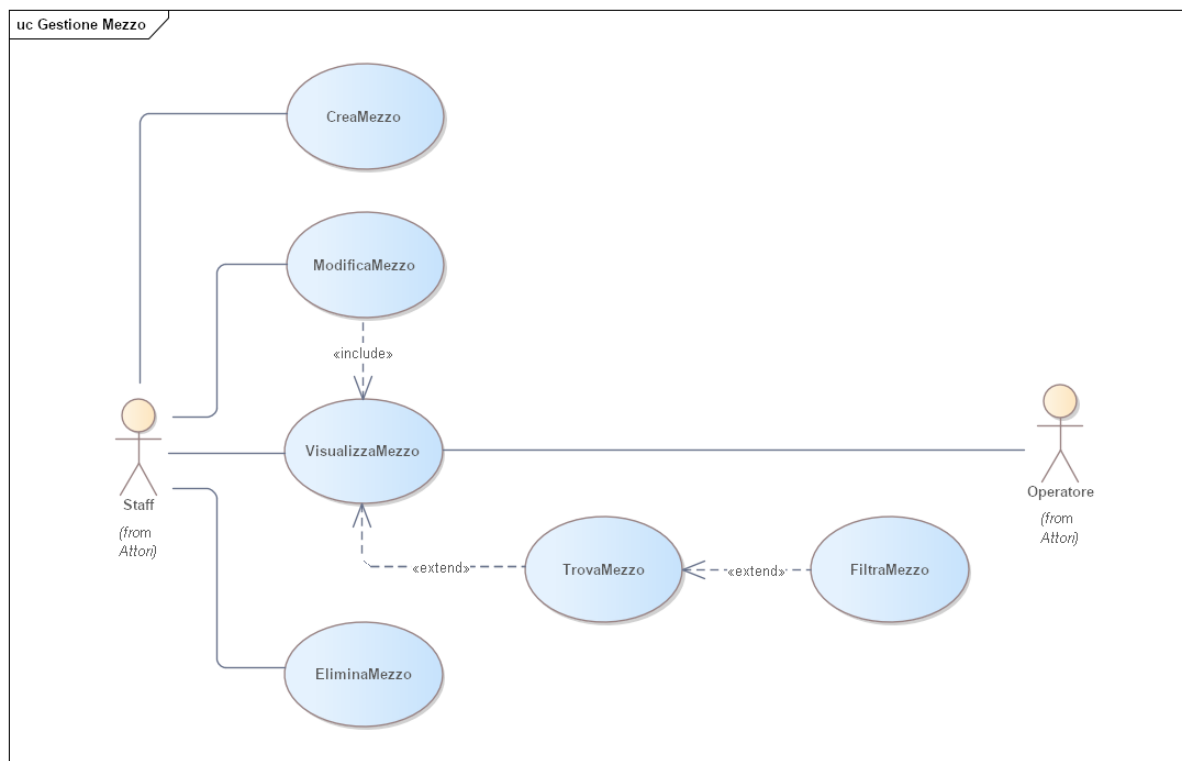 uc Gestione Mezzo
CreaMezzo
ModificaMezzo
«include»
VisualizzaMezzo
Staff
(from
Attori)
Operatore
(from
Attori)
«extend»
TrovaMezzo
«extend»
FiltraMezzo
EliminaMezzo